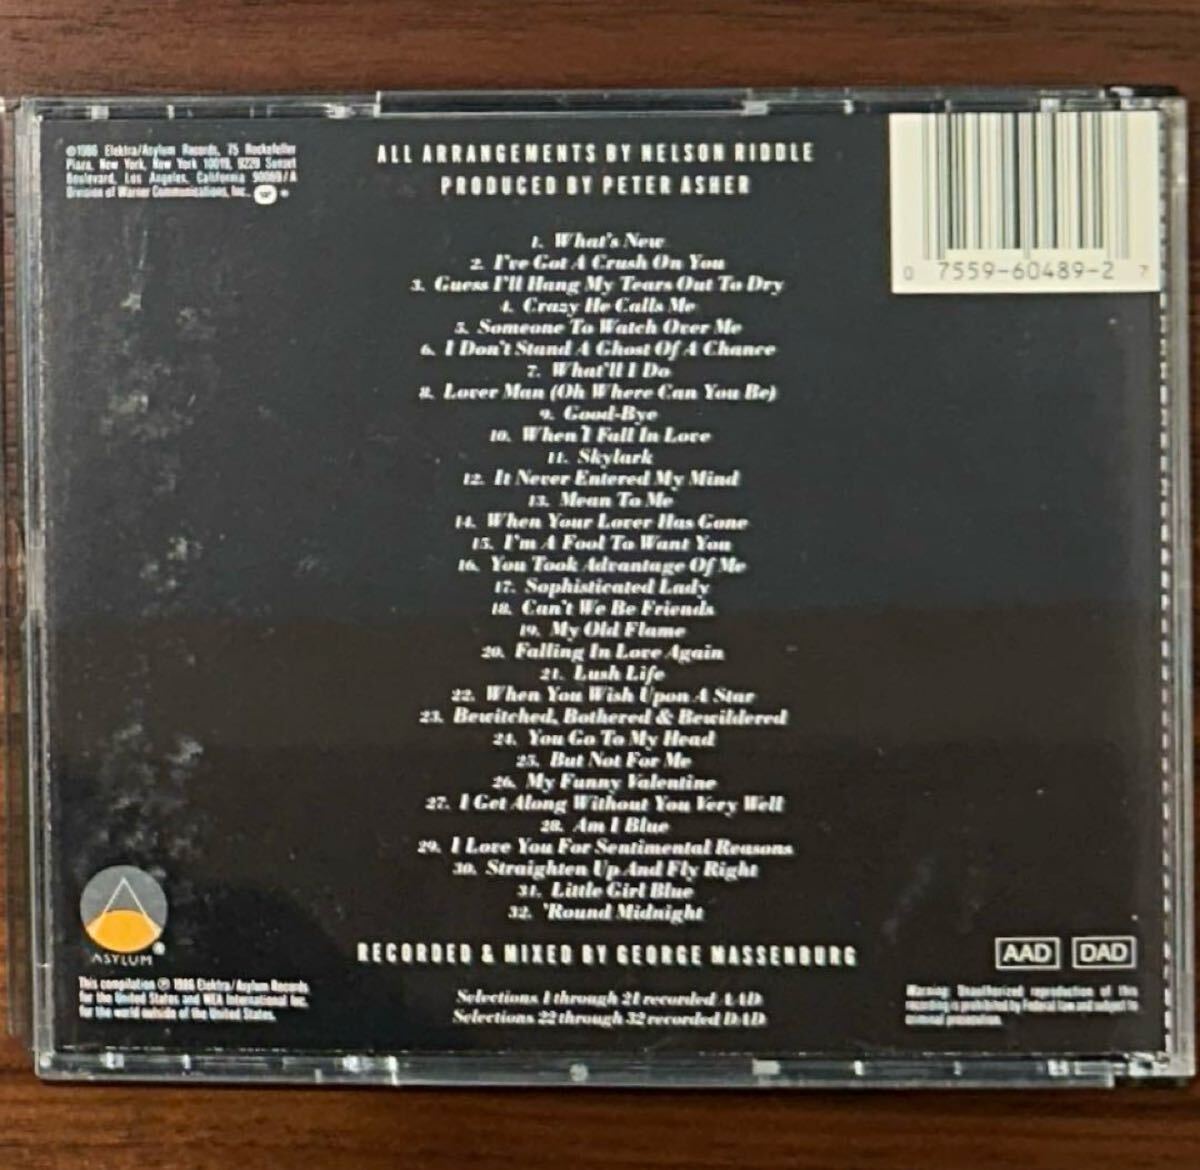 ©1986 Elektra/Asylum Records, 75 Rockefeller
Plaza, New York, New York 10019, 9229 Sunset
Boulevard, Los Angeles, California 90069/A
Division of Warner Communications, Inc. ®
ALL ARRANGEMENTS BY NELSON RIDDLE
PRODUCED BY PETER ASHER
0 7559-60489-2 7
1. What's New
2. I've Got A Crush On You
3. Guess I'll Hang My Tears Out To Dry
4. Crazy He Calls Me
5. Someone To Watch Over Me
6. I Don't Stand A Ghost Of A Chance
7. What'll I Do
8. Lover Man (Oh Where Can You Be)
9. Good-Bye
10. When I Fall In Love
11. Skylark
12. It Never Entered My Mind
13. Mean To Me
14. When Your Lover Has Gone
15. I'm A Fool To Want You
16. You Took Advantage Of Me
17. Sophisticated Lady
18. Can't We Be Friends
19. My Old Flame
20. Falling In Love Again
21. Lush Life
22. When You Wish Upon A Star
23. Bewitched, Bothered & Bewildered
24. You Go To My Head
25. But Not For Me
26. My Funny Valentine
27. I Get Along Without You Very Well
28. Am I Blue
29. I Love You For Sentimental Reasons
30. Straighten Up And Fly Right
31. Little Girl Blue
32. 'Round Midnight
RECORDED & MIXED BY GEORGE MASSENBURG
Selections 1 through 21 recorded AAD
Selections 22 through 32 recorded DAD
ASYLUM®
This compilation ℗ 1986 Elektra/Asylum Records
for the United States and WEA International Inc.
for the world outside of the United States.
AAD DAD
Warning: Unauthorized reproduction of this
recording is prohibited by Federal law and subject to
criminal prosecution.